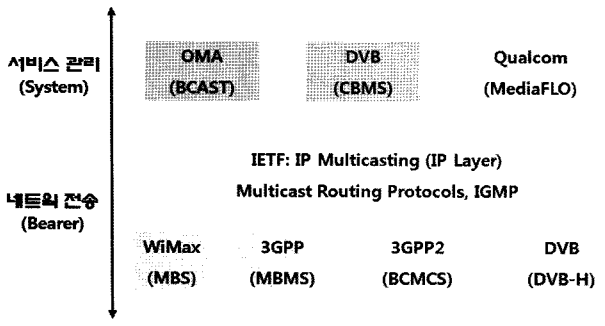 서비스 관리
(System)
OMA
(BCAST)
DVB
(CBMS)
Qualcom
(MediaFLO)
IETF: IP Multicasting (IP Layer)
Multicast Routing Protocols, IGMP
네트워크 전송
(Bearer)
WiMax
(MBS)
3GPP
(MBMS)
3GPP2
(BCMCS)
DVB
(DVB-H)